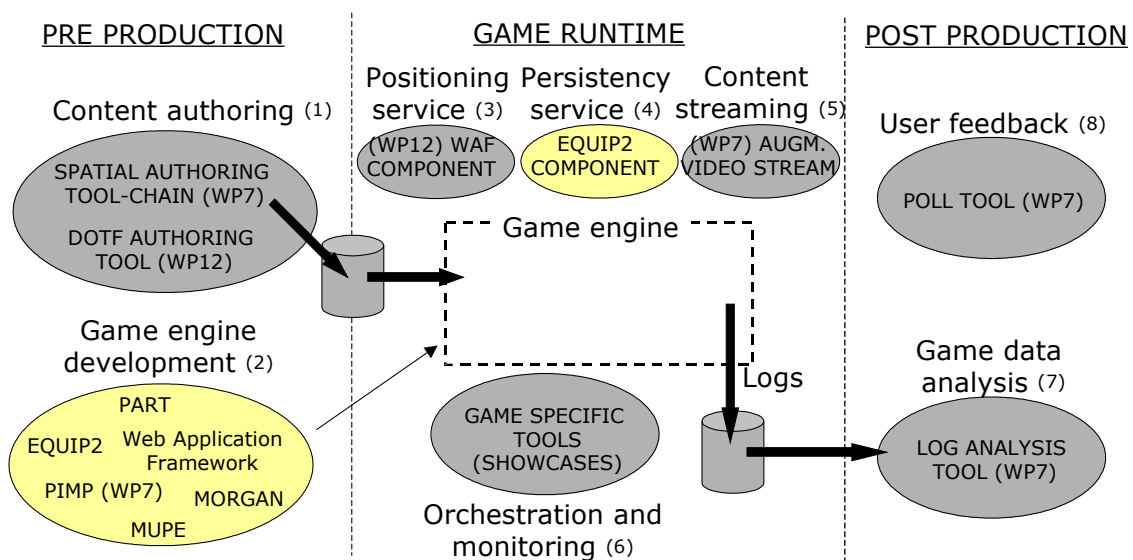 PRE PRODUCTION
Content authoring (1)
SPATIAL AUTHORING
TOOL-CHAIN (WP7)
DOTF AUTHORING
TOOL (WP12)
Game engine
development (2)
PART
EQUIP2
Web Application
Framework
PIMP (WP7)
MORGAN
MUPE
GAME RUNTIME
Positioning
service (3)
(WP12) WAF
COMPONENT
Persistency
service (4)
EQUIP2
COMPONENT
Content
streaming (5)
(WP7) AUGM.
VIDEO STREAM
Game engine
Logs
GAME SPECIFIC
TOOLS
(SHOWCASES)
Orchestration and
monitoring (6)
POST PRODUCTION
User feedback (8)
POLL TOOL (WP7)
Game data
analysis (7)
LOG ANALYSIS
TOOL (WP7)